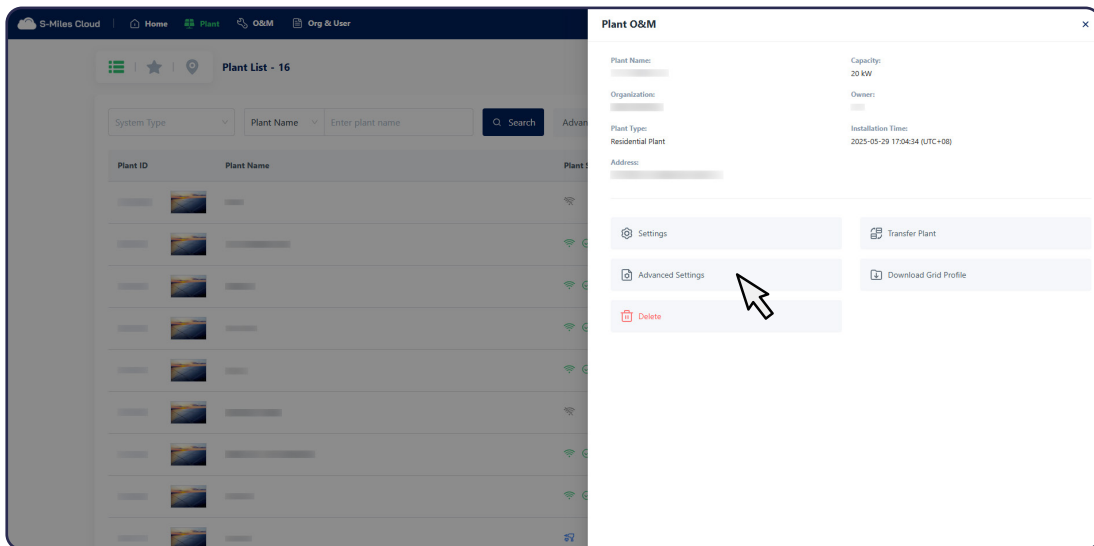 S-Miles Cloud | Home Plant O&M Org & User
Plant List - 16
System Type Plant Name Enter plant name Search
Plant ID Plant Name Plant
Plant O&M ×
Plant Name: Capacity:
20 kW
Organization: Owner:
Plant Type: Installation Time:
Residential Plant 2025-05-29 17:04:34 (UTC+08)
Address:
Settings Transfer Plant
Advanced Settings Download Grid Profile
Delete